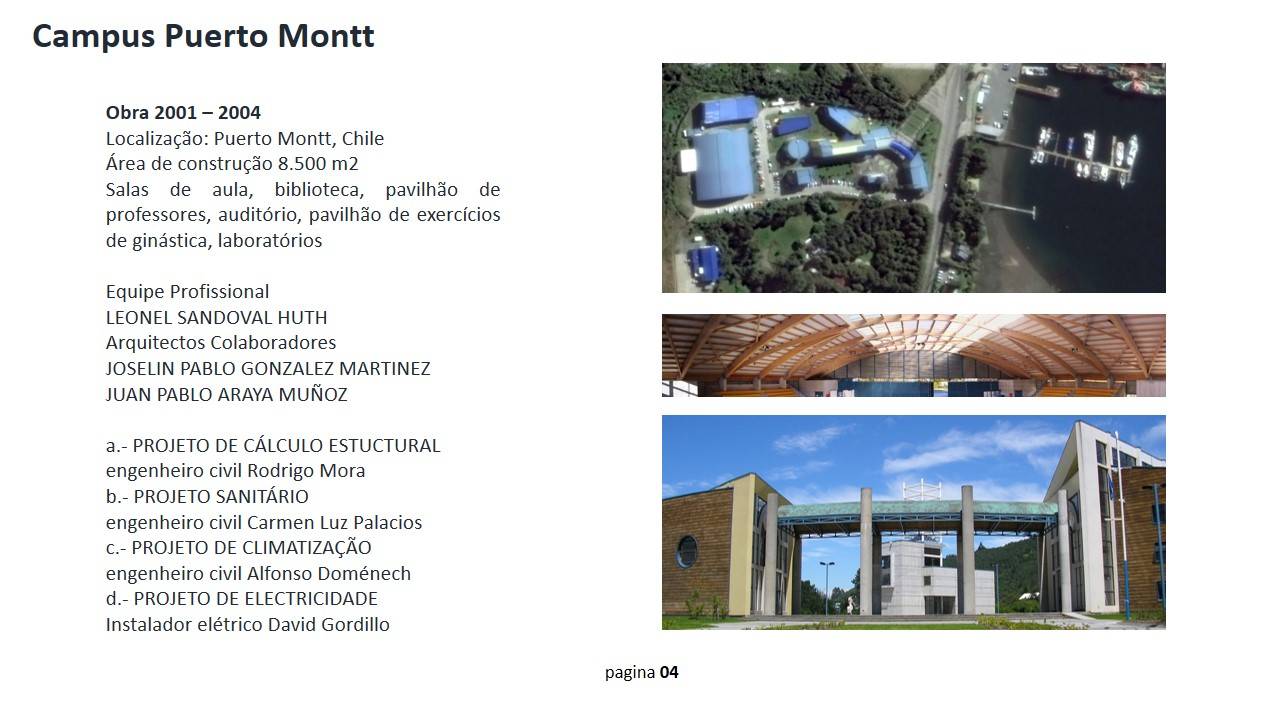 Campus Puerto Montt
Obra 2001 – 2004
Localização: Puerto Montt, Chile
Área de construção 8.500 m2
Salas de aula, biblioteca, pavilhão de
professores, auditório, pavilhão de exercícios
de ginástica, laboratórios
Equipe Profissional
LEONEL SANDOVAL HUTH
Arquitectos Colaboradores
JOSELIN PABLO GONZALEZ MARTINEZ
JUAN PABLO ARAYA MUÑOZ
a.- PROJETO DE CÁLCULO ESTUCTURAL
engenheiro civil Rodrigo Mora
b.- PROJETO SANITÁRIO
engenheiro civil Carmen Luz Palacios
c.- PROJETO DE CLIMATIZAÇÃO
engenheiro civil Alfonso Doménech
d.- PROJETO DE ELECTRICIDADE
Instalador elétrico David Gordillo
pagina 04